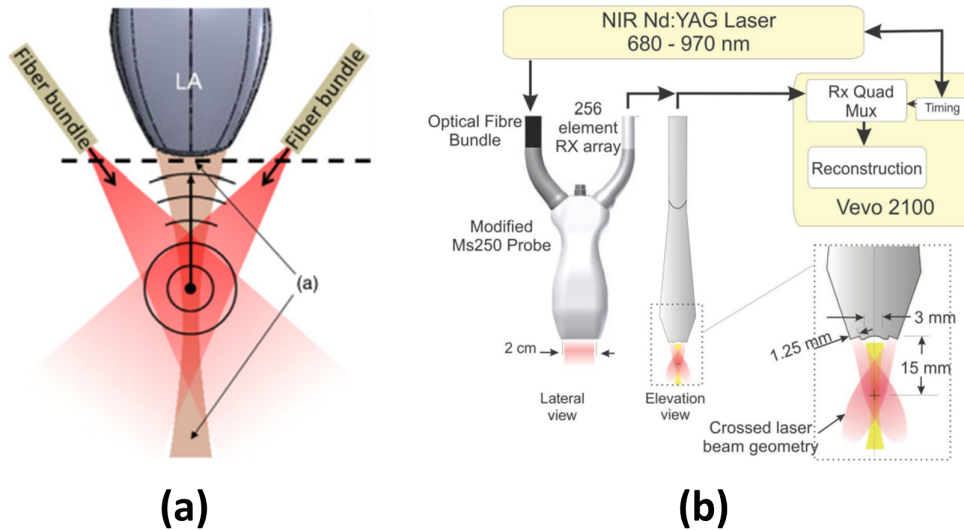 Fiber bundle
LA
Fiber bundle
(a)
(a)
NIR Nd:YAG Laser
680 - 970 nm
Optical Fibre
Bundle
256
element
RX array
Rx Quad
Mux
Timing
Reconstruction
Vevo 2100
Modified
Ms250 Probe
2 cm
Lateral
view
Elevation
view
3 mm
1.25 mm
15 mm
Crossed laser
beam geometry
(b)